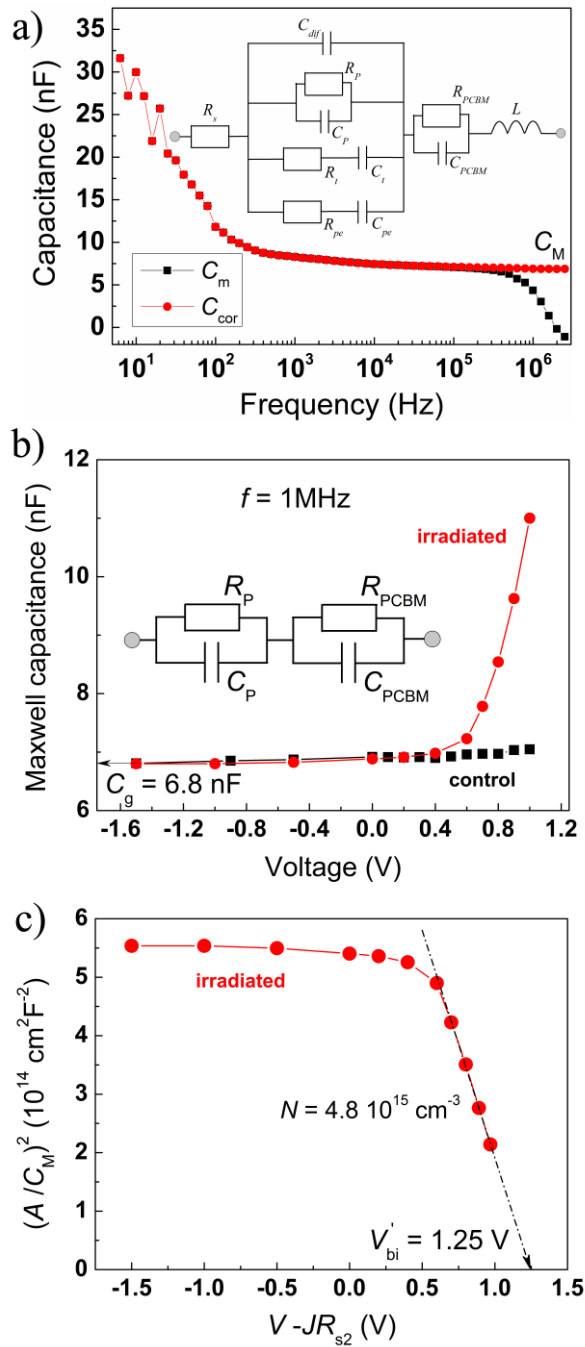 a)
Capacitance (nF)
35
30
25
20
15
10
5
0
C_dif
R_P
C_P
R_s
R_t
C_t
R_pe
C_pe
R_PCBM
C_PCBM
L
C_m
C_cor
C_M
10^1 10^2 10^3 10^4 10^5 10^6
Frequency (Hz)
b)
Maxwell capacitance (nF)
12
10
8
6
f = 1MHz
irradiated
R_P
R_PCBM
C_P
C_PCBM
C_g = 6.8 nF
control
-1.6 -1.2 -0.8 -0.4 0.0 0.4 0.8 1.2
Voltage (V)
c)
(A/C_M)^2 (10^14 cm^2F^-2)
6
5
4
3
2
1
0
irradiated
N = 4.8 10^15 cm^-3
V'_bi = 1.25 V
-1.5 -1.0 -0.5 0.0 0.5 1.0 1.5
V -JR_s2 (V)